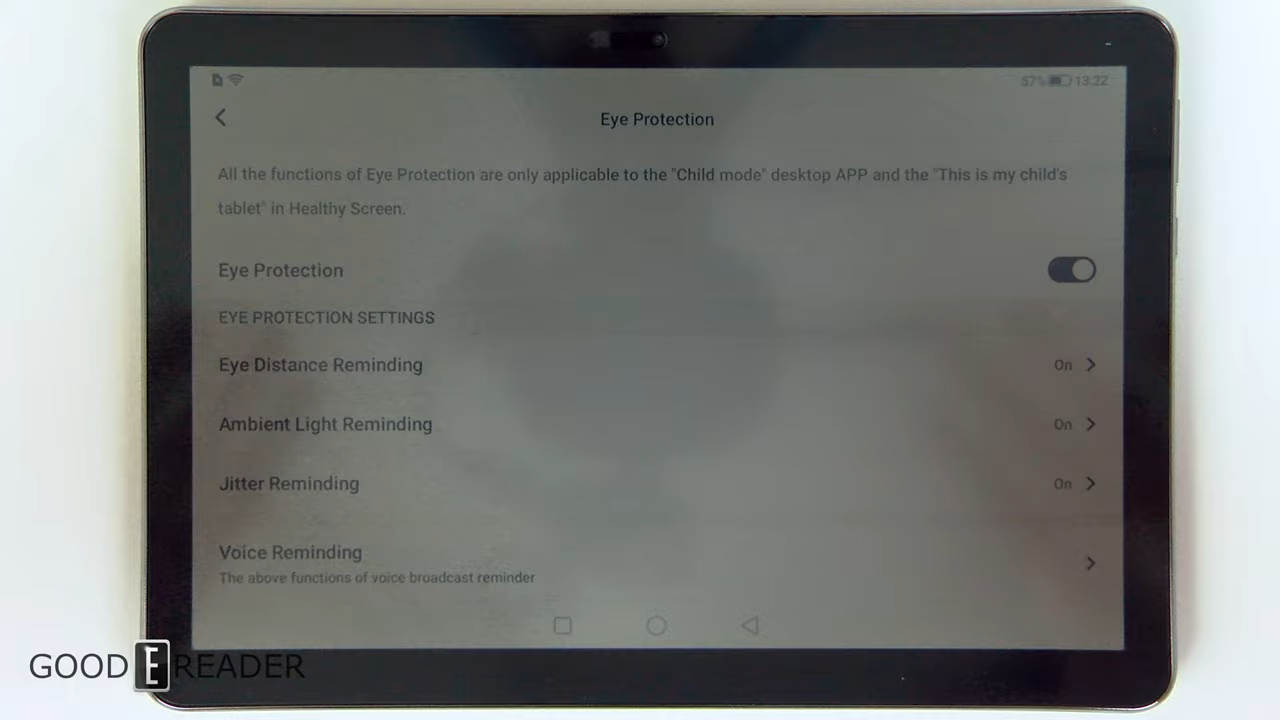 57% 13:22
Eye Protection
All the functions of Eye Protection are only applicable to the "Child mode" desktop APP and the "This is my child's
tablet" in Healthy Screen.
Eye Protection
EYE PROTECTION SETTINGS
Eye Distance Reminding On
Ambient Light Reminding On
Jitter Reminding On
Voice Reminding
The above functions of voice broadcast reminder
GOOD E READER